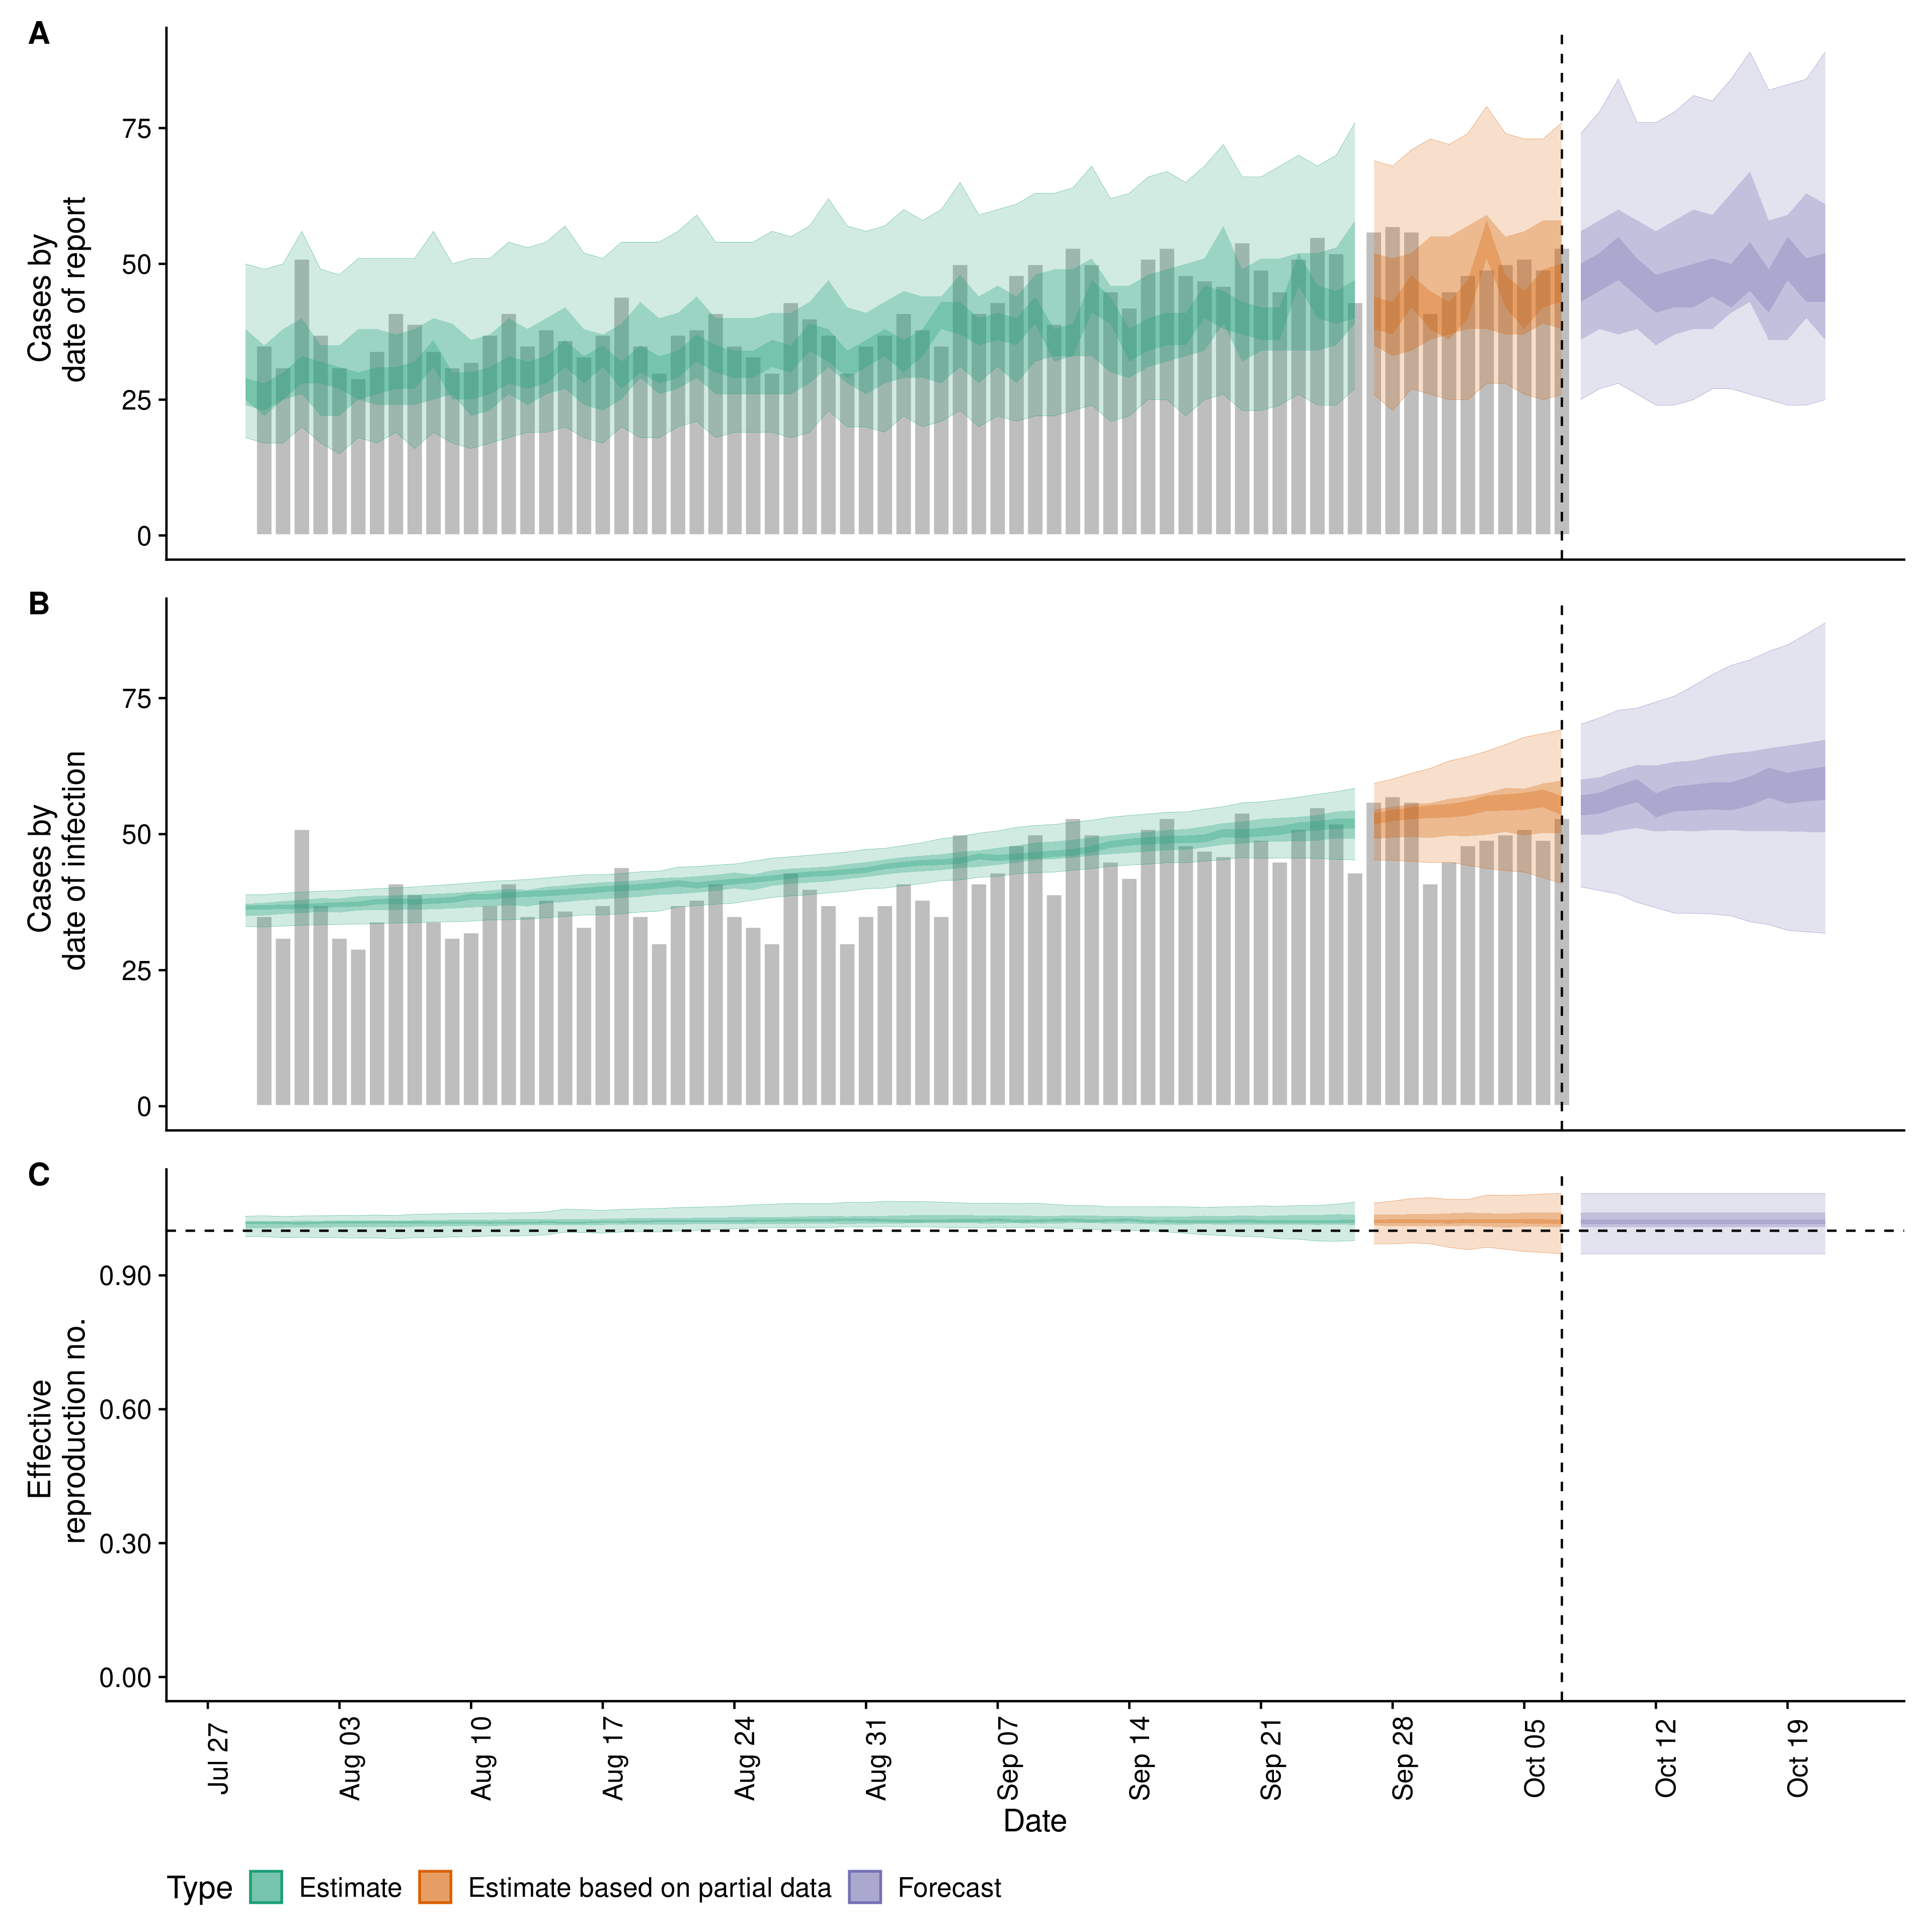 A
Cases by
date of report
75
50
25
0
B
Cases by
date of infection
75
50
25
0
C
Effective
reproduction no.
0.90
0.60
0.30
0.00
Jul 27
Aug 03
Aug 10
Aug 17
Aug 24
Aug 31
Sep 07
Sep 14
Sep 21
Sep 28
Oct 05
Oct 12
Oct 19
Date
Type Estimate Estimate based on partial data Forecast